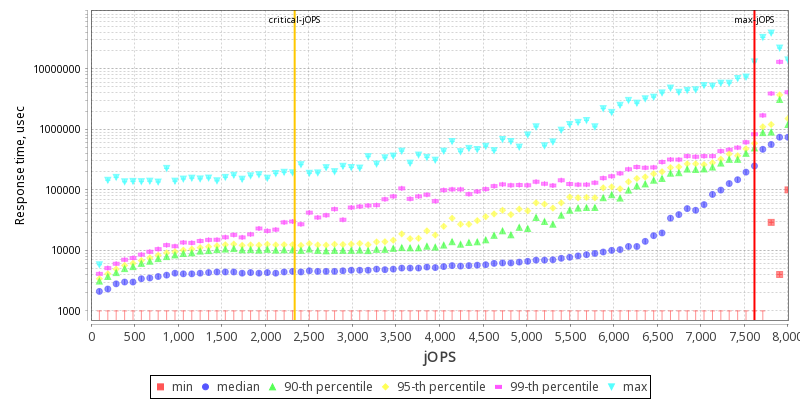 critical-jOPS max-jOPS
10000000
1000000
100000
10000
1000
Response time, usec
0 500 1,000 1,500 2,000 2,500 3,000 3,500 4,000 4,500 5,000 5,500 6,000 6,500 7,000 7,500 8,000
jOPS
min median 90-th percentile 95-th percentile 99-th percentile max